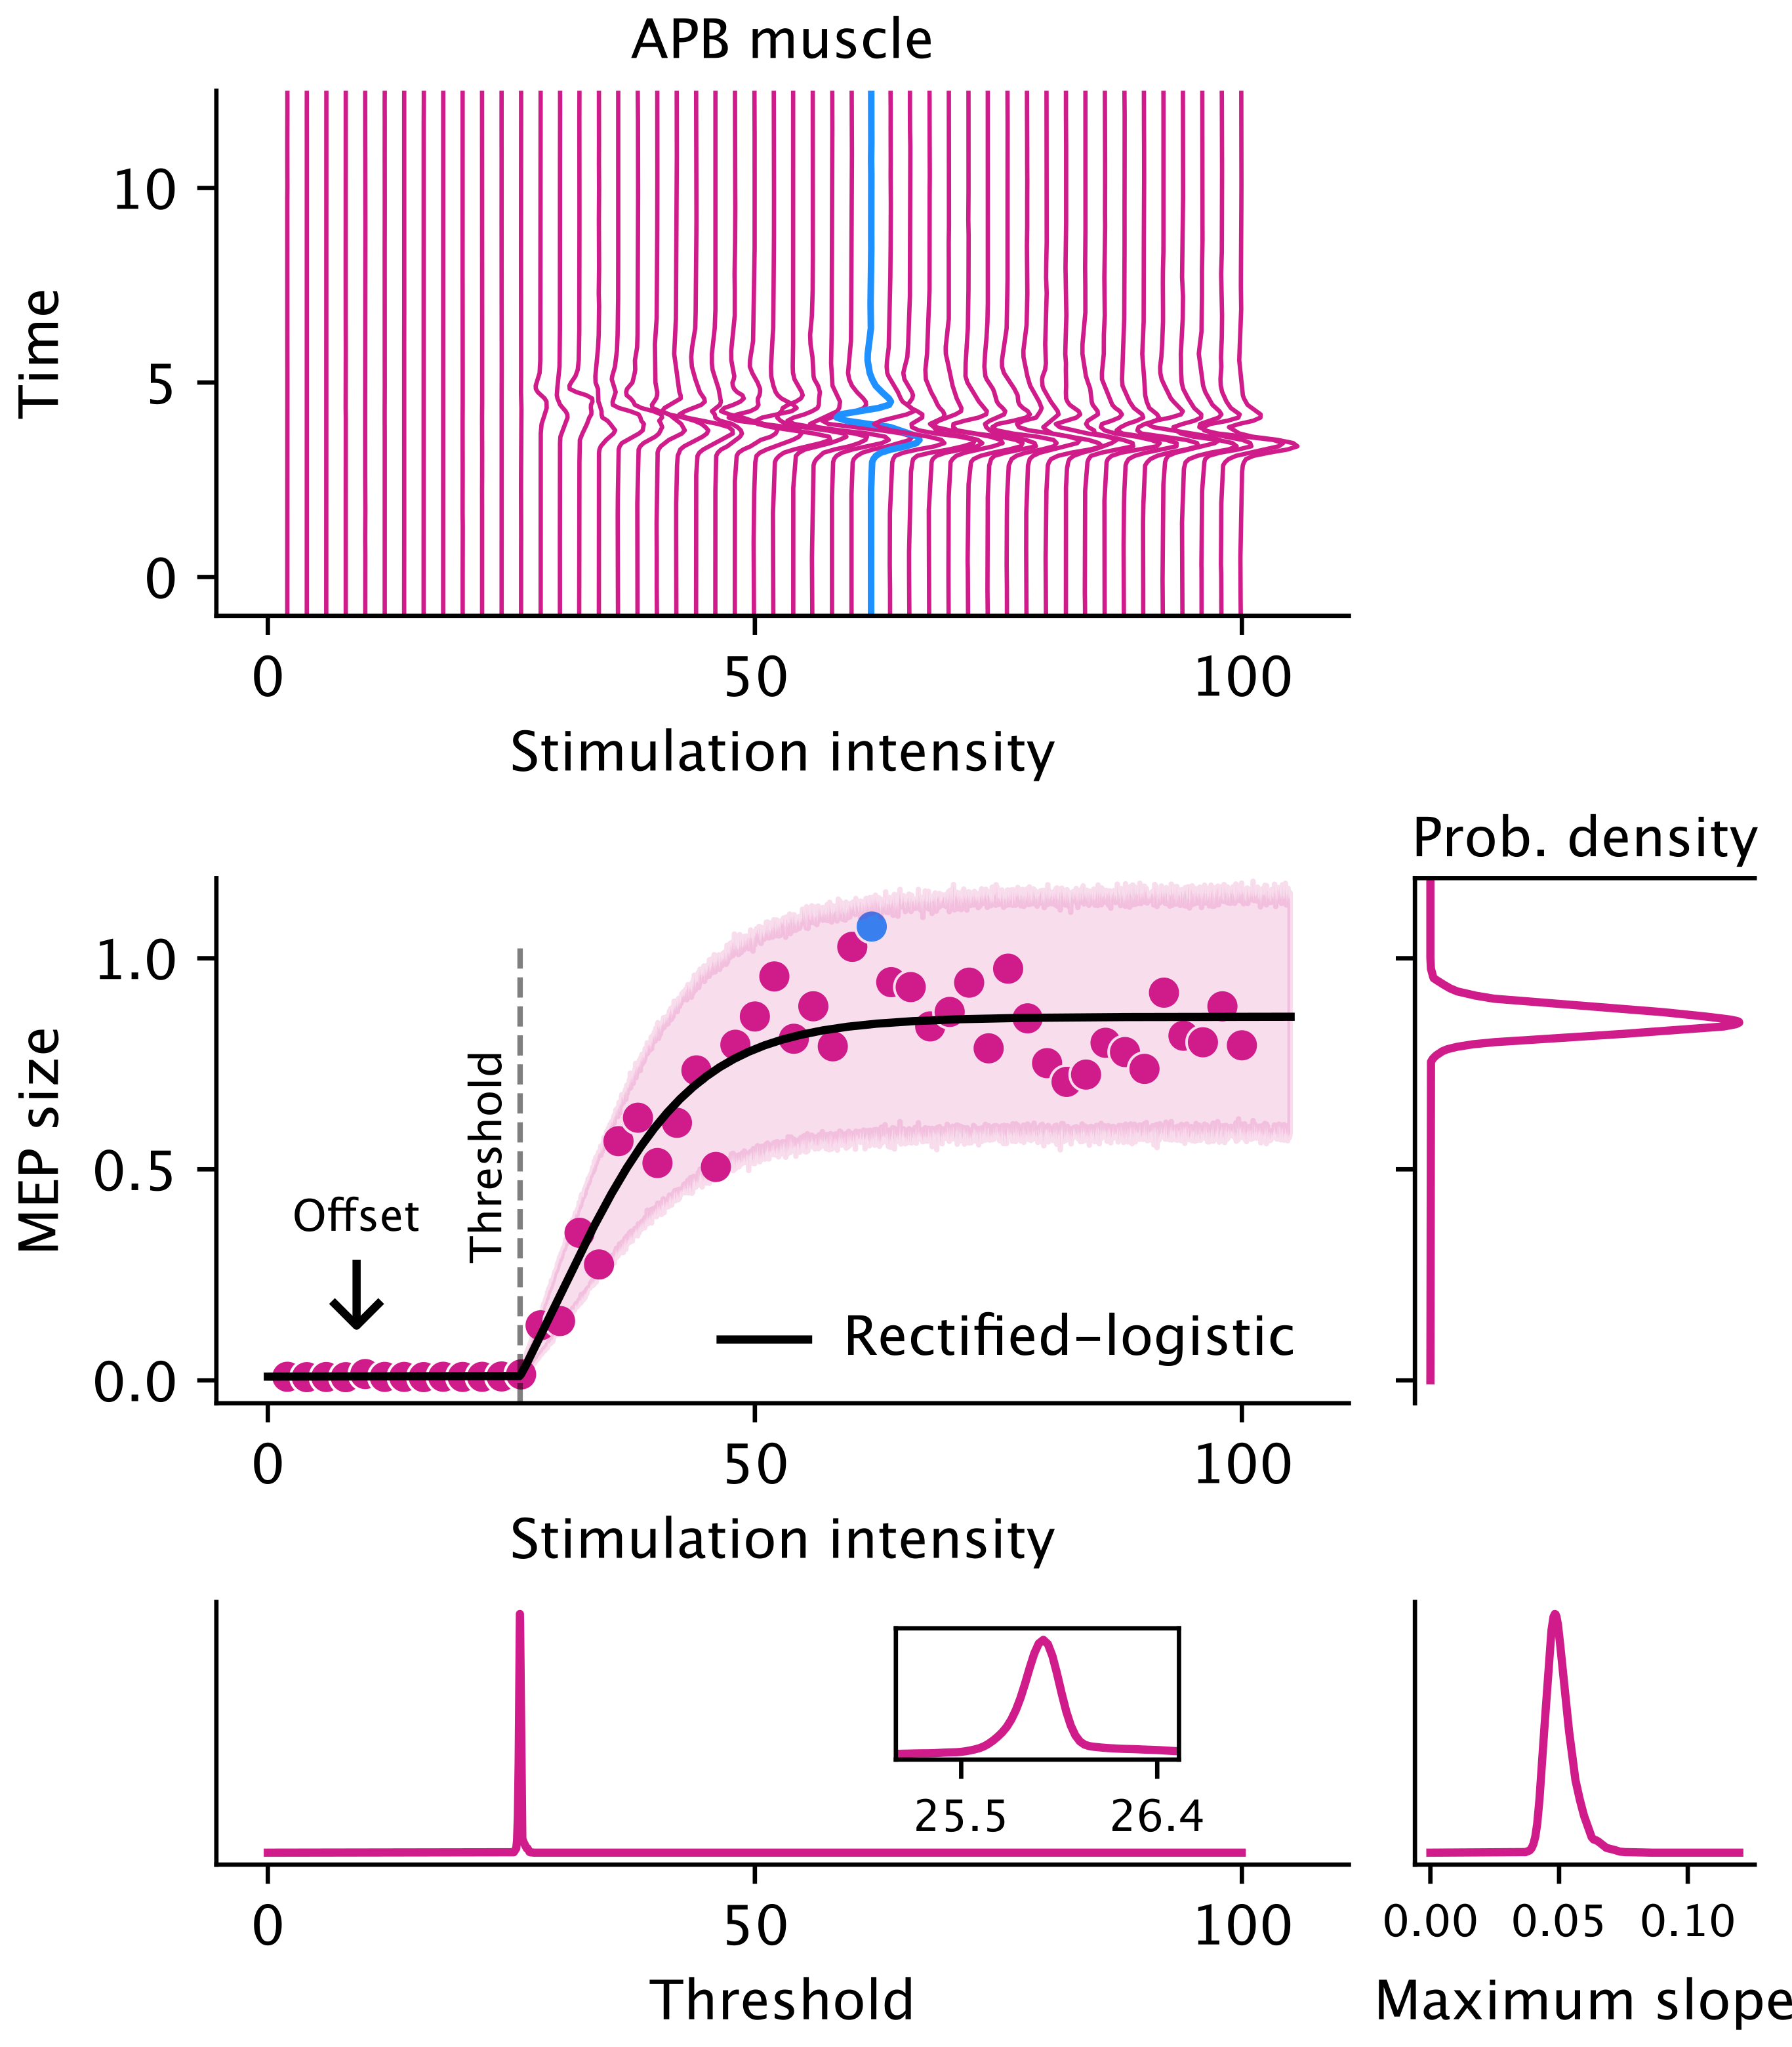 APB muscle
Time
10
5
0
0 50 100
Stimulation intensity
Prob. density
MEP size
1.0
0.5
0.0
Offset
Threshold
Rectified-logistic
0 50 100
Stimulation intensity
25.5 26.4
0 50 100
Threshold
0.00 0.05 0.10
Maximum slope